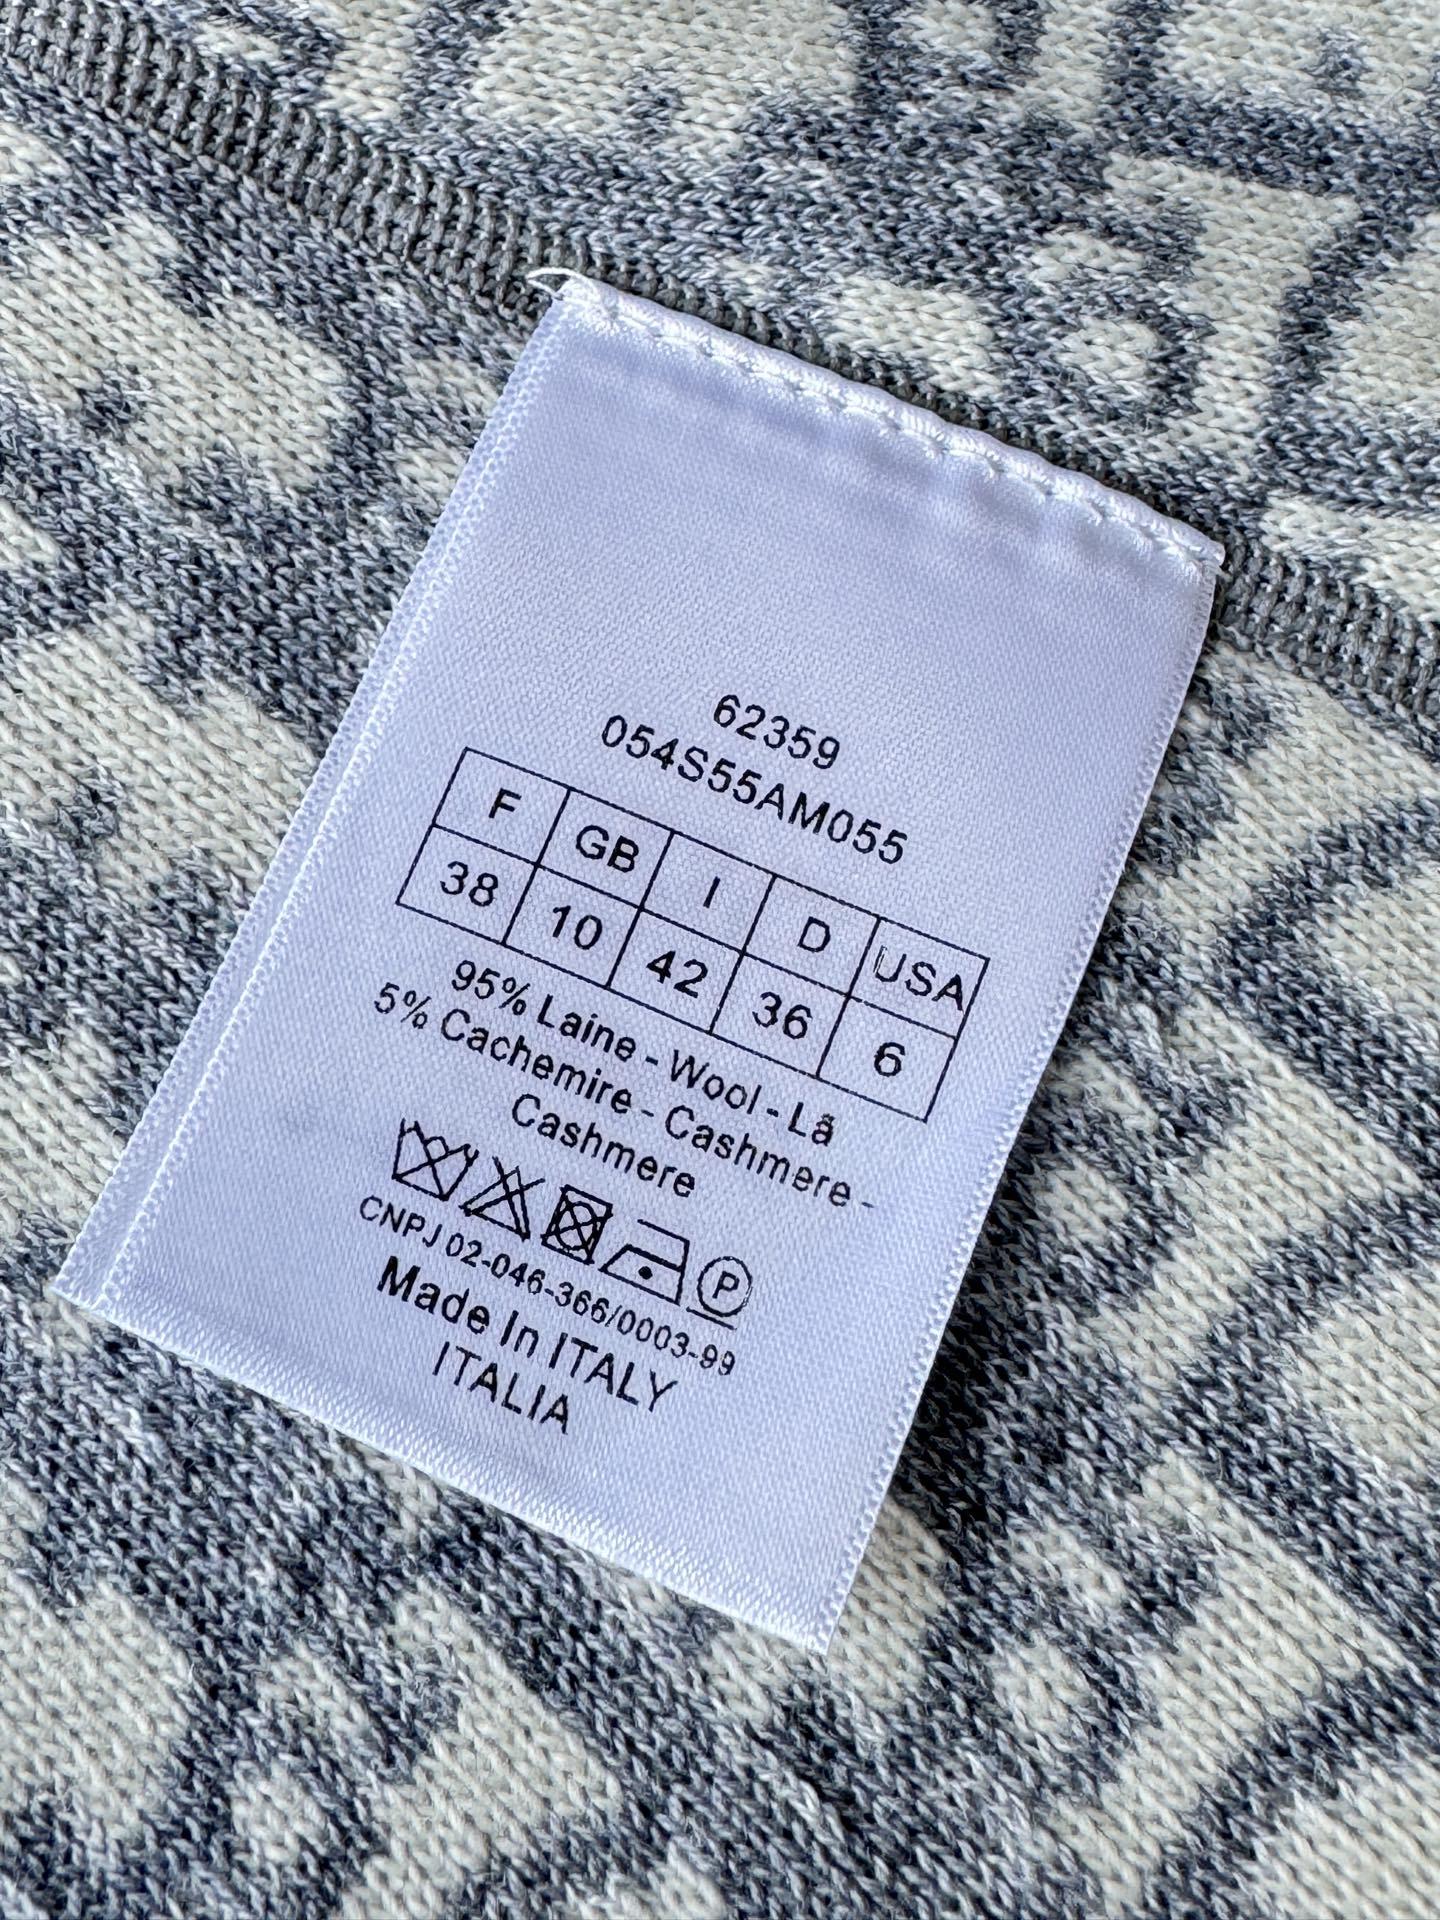 62359
054S55AM055
F GB I D USA
38 10 42 36 6
95% Laine - Wool - Lã
5% Cachemire - Cashmere -
Cashmere
P
CNPJ 02-046-366/0003-99
Made In ITALY
ITALIA